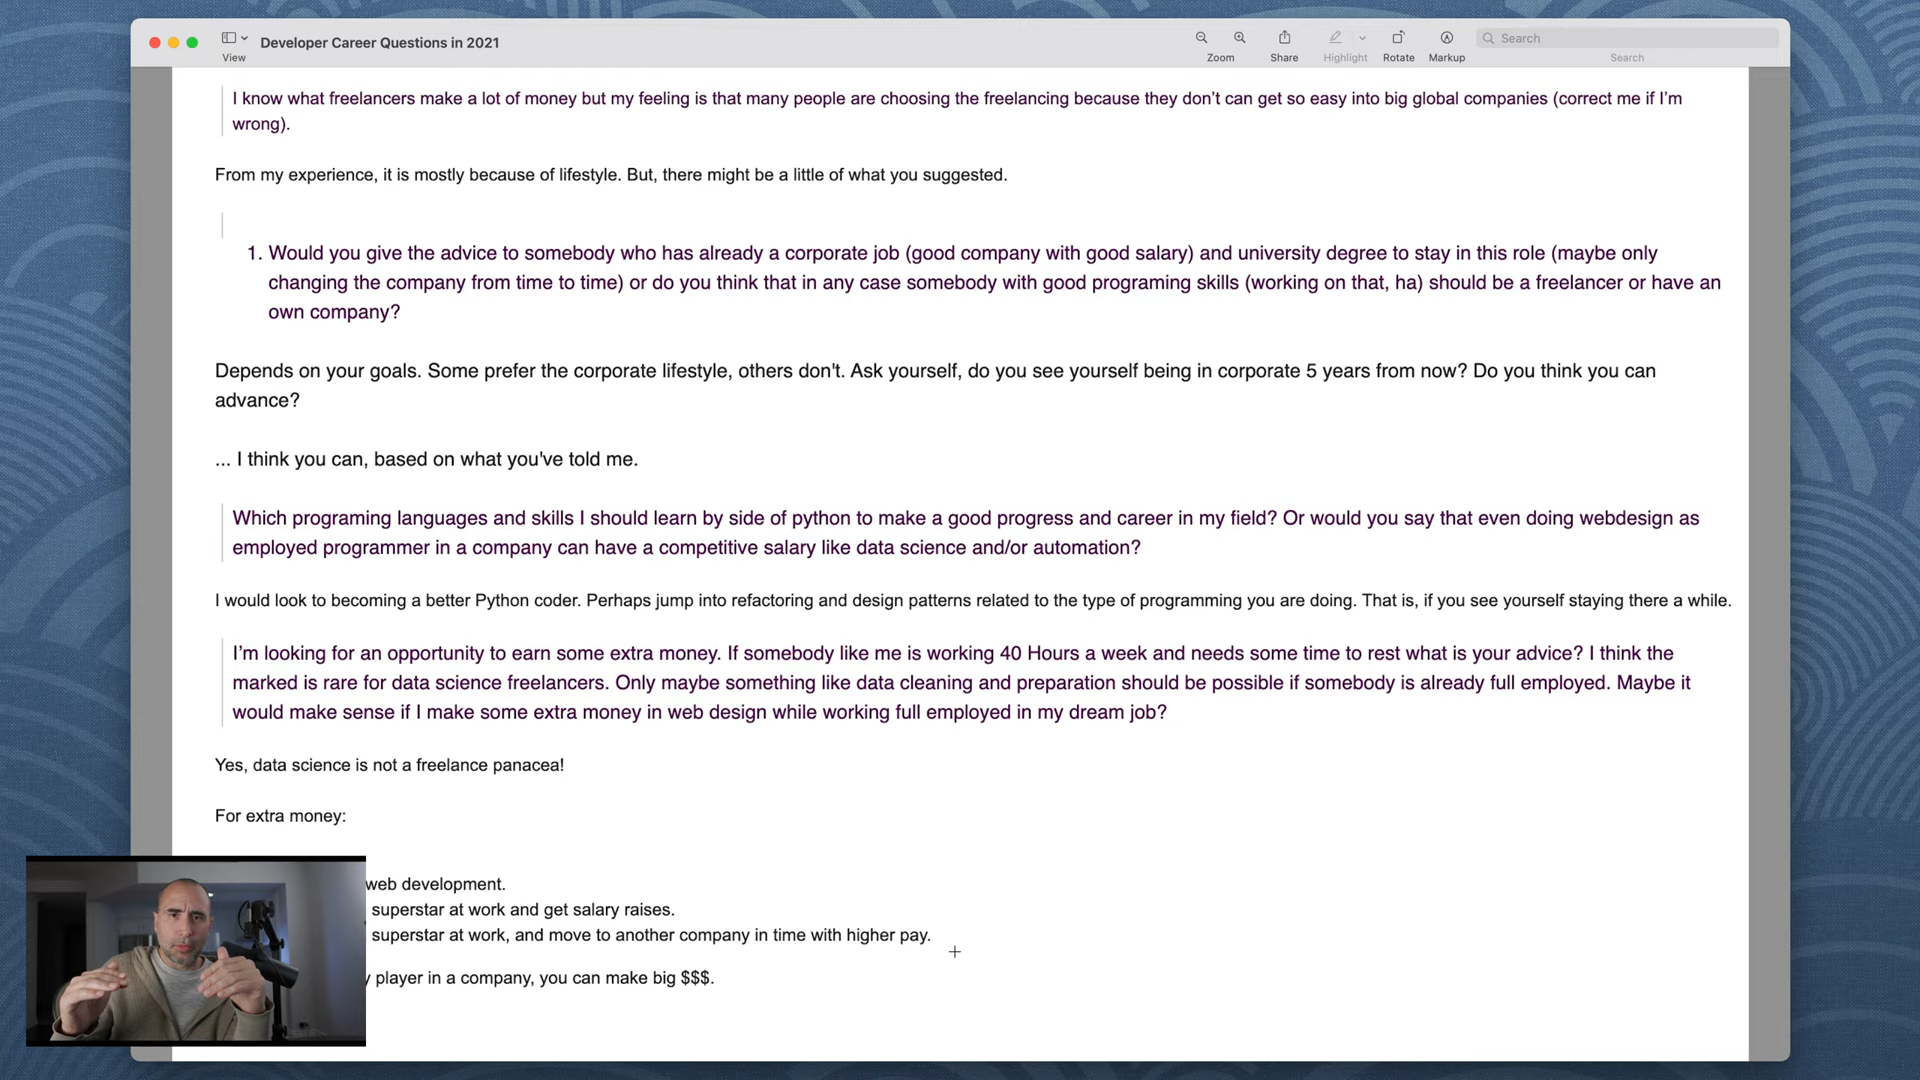 Developer Career Questions in 2021
View
Zoom
Share
Highlight
Rotate
Markup
Search
Search
I know what freelancers make a lot of money but my feeling is that many people are choosing the freelancing because they don’t can get so easy into big global companies (correct me if I’m
wrong).
From my experience, it is mostly because of lifestyle. But, there might be a little of what you suggested.
1. Would you give the advice to somebody who has already a corporate job (good company with good salary) and university degree to stay in this role (maybe only
changing the company from time to time) or do you think that in any case somebody with good programing skills (working on that, ha) should be a freelancer or have an
own company?
Depends on your goals. Some prefer the corporate lifestyle, others don't. Ask yourself, do you see yourself being in corporate 5 years from now? Do you think you can
advance?
... I think you can, based on what you've told me.
Which programing languages and skills I should learn by side of python to make a good progress and career in my field? Or would you say that even doing webdesign as
employed programmer in a company can have a competitive salary like data science and/or automation?
I would look to becoming a better Python coder. Perhaps jump into refactoring and design patterns related to the type of programming you are doing. That is, if you see yourself staying there a while.
I’m looking for an opportunity to earn some extra money. If somebody like me is working 40 Hours a week and needs some time to rest what is your advice? I think the
marked is rare for data science freelancers. Only maybe something like data cleaning and preparation should be possible if somebody is already full employed. Maybe it
would make sense if I make some extra money in web design while working full employed in my dream job?
Yes, data science is not a freelance panacea!
For extra money:
web development.
superstar at work and get salary raises.
superstar at work, and move to another company in time with higher pay.
player in a company, you can make big $$$.